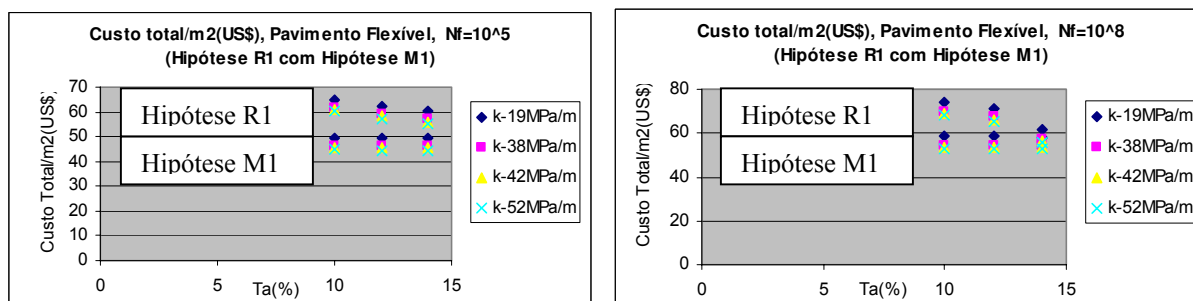 Custo total/m2(US$), Pavimento Flexível, Nf=10^5
(Hipótese R1 com Hipótese M1)
Custo Total/m2(US$)
70
60
50
40
30
20
10
0
Hipótese R1
Hipótese M1
0
5
10
15
Ta(%)
k-19MPa/m
k-38MPa/m
k-42MPa/m
k-52MPa/m
Custo total/m2(US$), Pavimento Flexível, Nf=10^8
(Hipótese R1 com Hipótese M1)
Custo Total/m2(US$)
80
60
40
20
0
Hipótese R1
Hipótese M1
0
5
10
15
Ta(%)
k-19MPa/m
k-38MPa/m
k-42MPa/m
k-52MPa/m